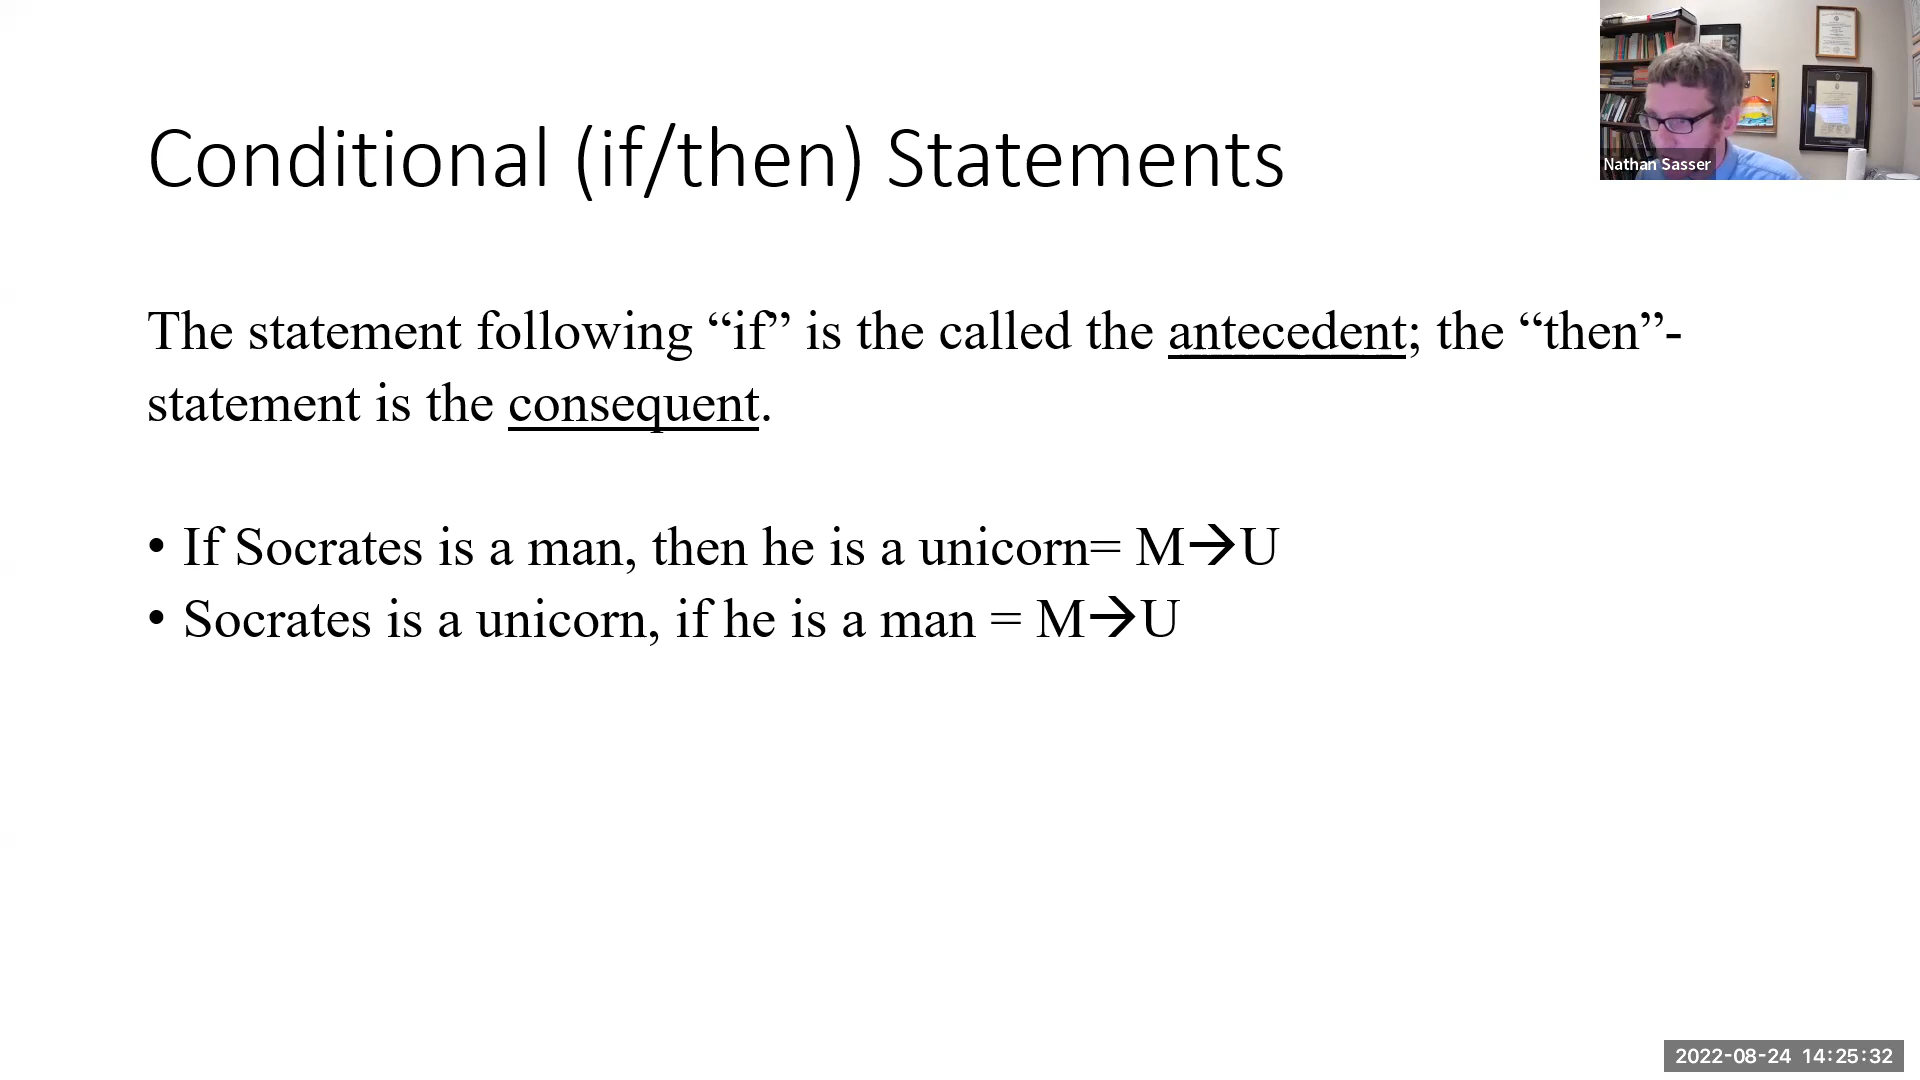 Conditional (if/then) Statements
Nathan Sasser
The statement following “if” is the called the antecedent; the “then”-
statement is the consequent.
• If Socrates is a man, then he is a unicorn= M→U
• Socrates is a unicorn, if he is a man = M→U
2022-08-24 14:25:32